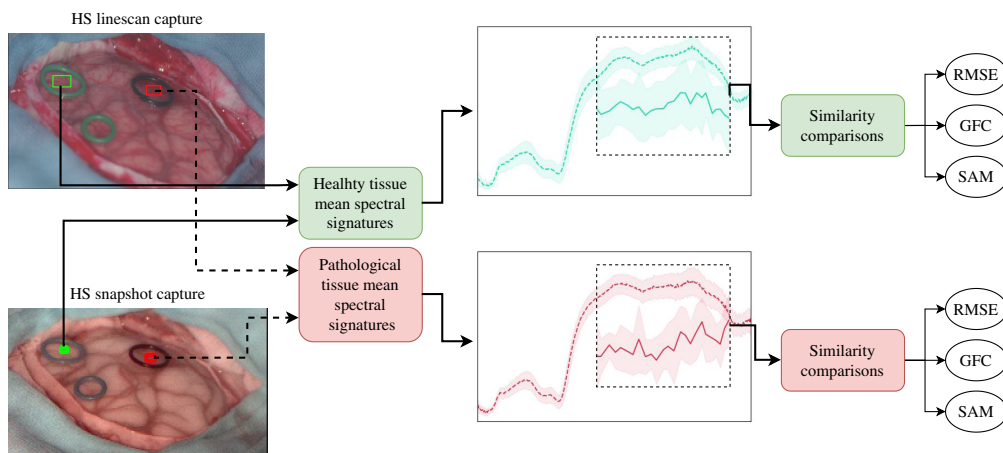 HS linescan capture
Healhty tissue
mean spectral
signatures
Similarity
comparisons
RMSE
GFC
SAM
HS snapshot capture
Pathological
tissue mean
spectral
signatures
Similarity
comparisons
RMSE
GFC
SAM